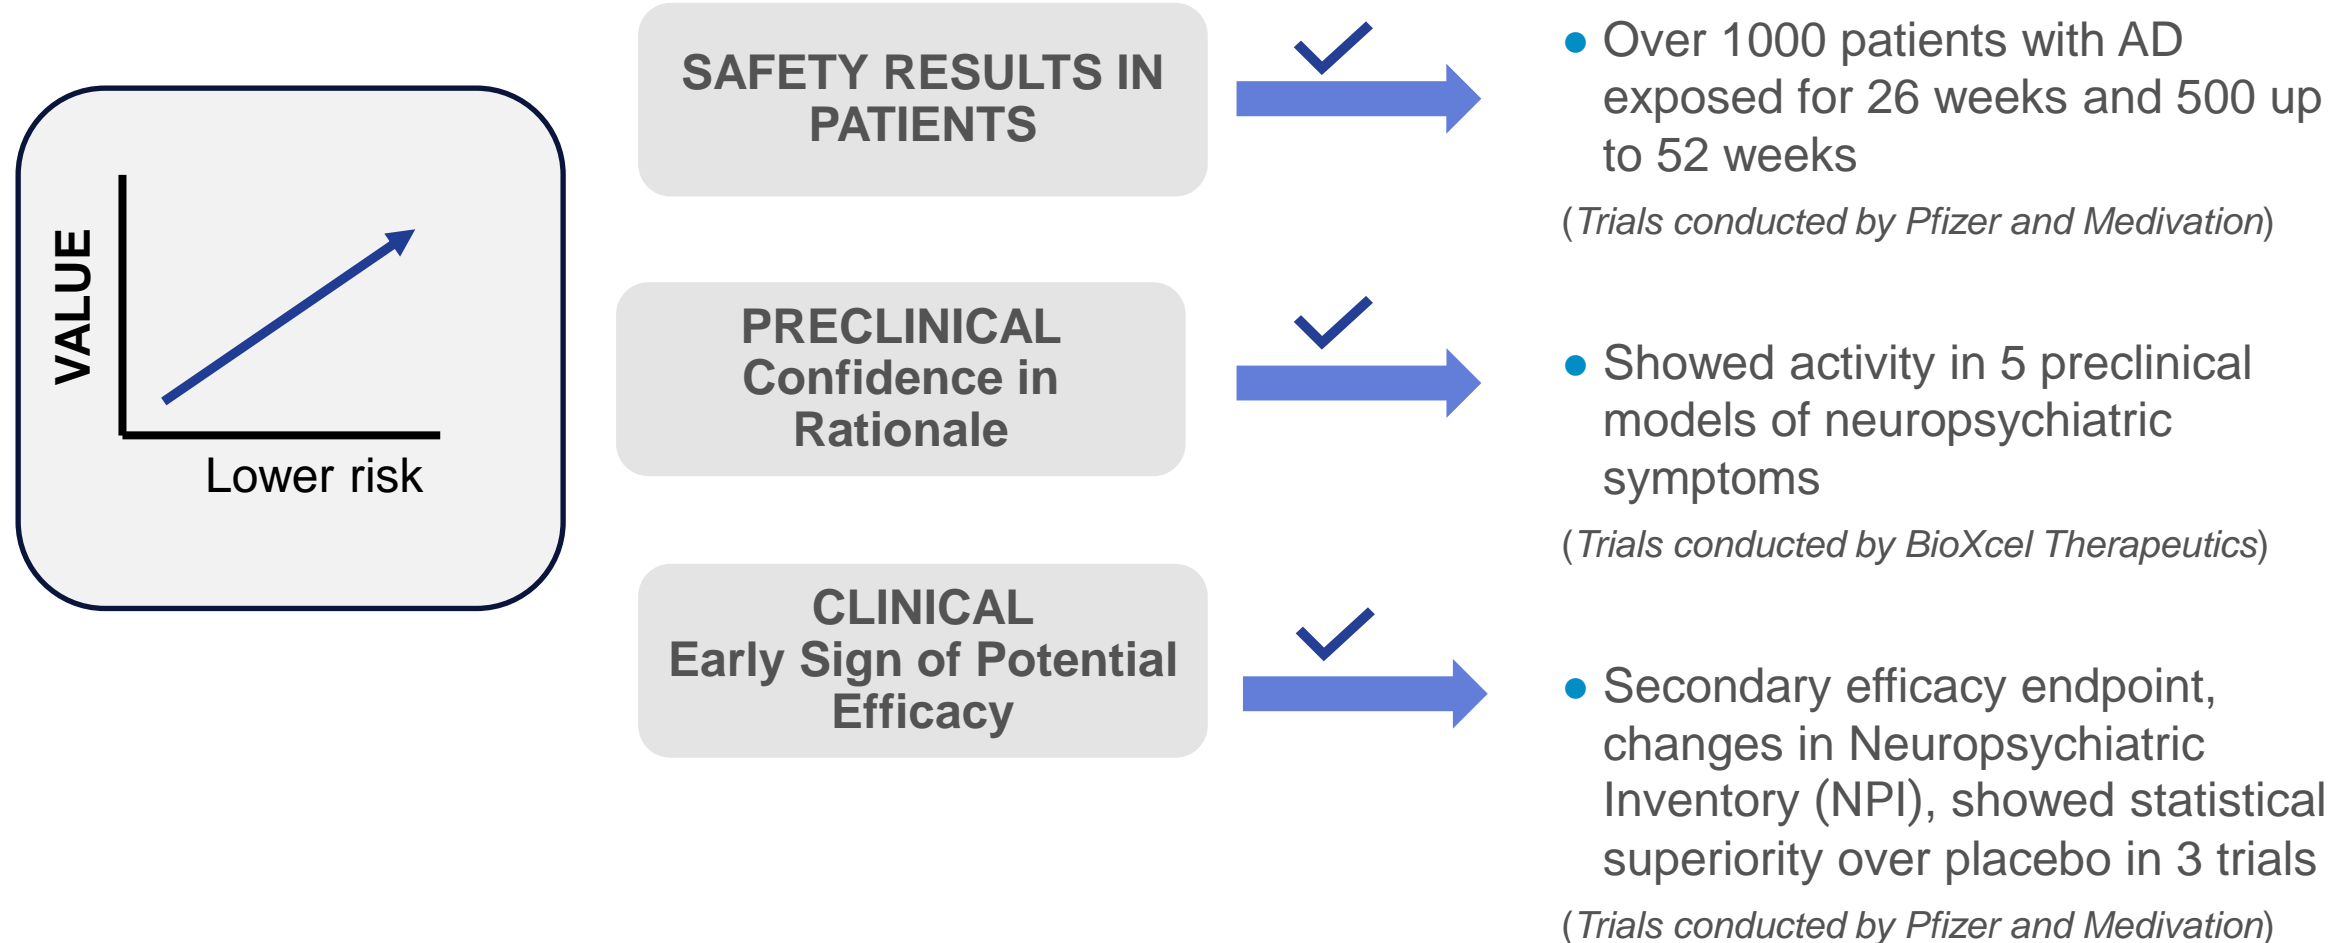 VALUE
Lower risk
SAFETY RESULTS IN
PATIENTS
● Over 1000 patients with AD
exposed for 26 weeks and 500 up
to 52 weeks
(Trials conducted by Pfizer and Medivation)
PRECLINICAL
Confidence in
Rationale
● Showed activity in 5 preclinical
models of neuropsychiatric
symptoms
(Trials conducted by BioXcel Therapeutics)
CLINICAL
Early Sign of Potential
Efficacy
● Secondary efficacy endpoint,
changes in Neuropsychiatric
Inventory (NPI), showed statistical
superiority over placebo in 3 trials
(Trials conducted by Pfizer and Medivation)